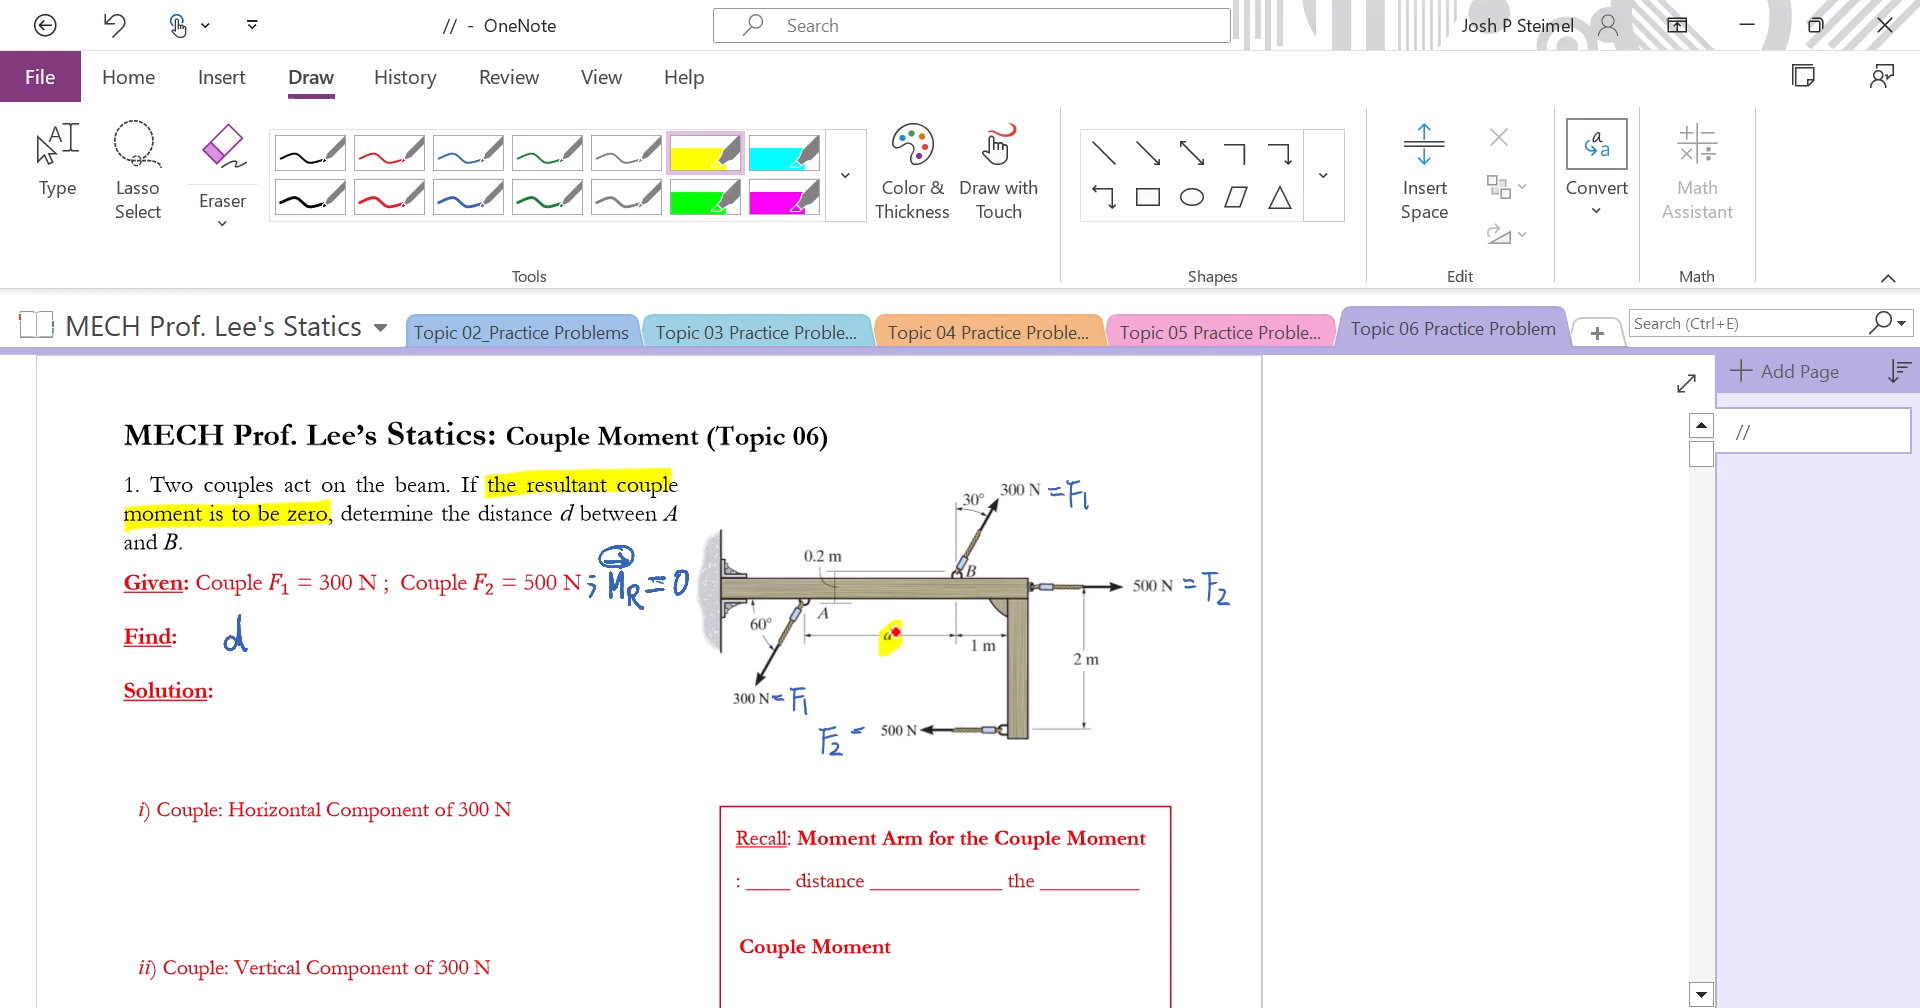 // - OneNote
Search
Josh P Steimel
File
Home
Insert
Draw
History
Review
View
Help
Type
Lasso
Select
Eraser
Color &
Thickness
Draw with
Touch
Insert
Space
Convert
Math
Assistant
Tools
Shapes
Edit
Math
MECH Prof. Lee's Statics
Topic 02_Practice Problems
Topic 03 Practice Proble...
Topic 04 Practice Proble...
Topic 05 Practice Proble...
Topic 06 Practice Problem
+
Search (Ctrl+E)
Add Page
//
MECH Prof. Lee's Statics: Couple Moment (Topic 06)
1. Two couples act on the beam. If the resultant couple
moment is to be zero, determine the distance d between A
and B.
Given: Couple F1 = 300 N ; Couple F2 = 500 N ; MR = 0
Find: d
Solution:
30°
300 N = F1
0.2 m
B
500 N = F2
A
60°
d
1 m
2 m
300 N = F1
F2 = 500 N
i) Couple: Horizontal Component of 300 N
Recall: Moment Arm for the Couple Moment
: ____ distance ____________ the _________
Couple Moment
ii) Couple: Vertical Component of 300 N